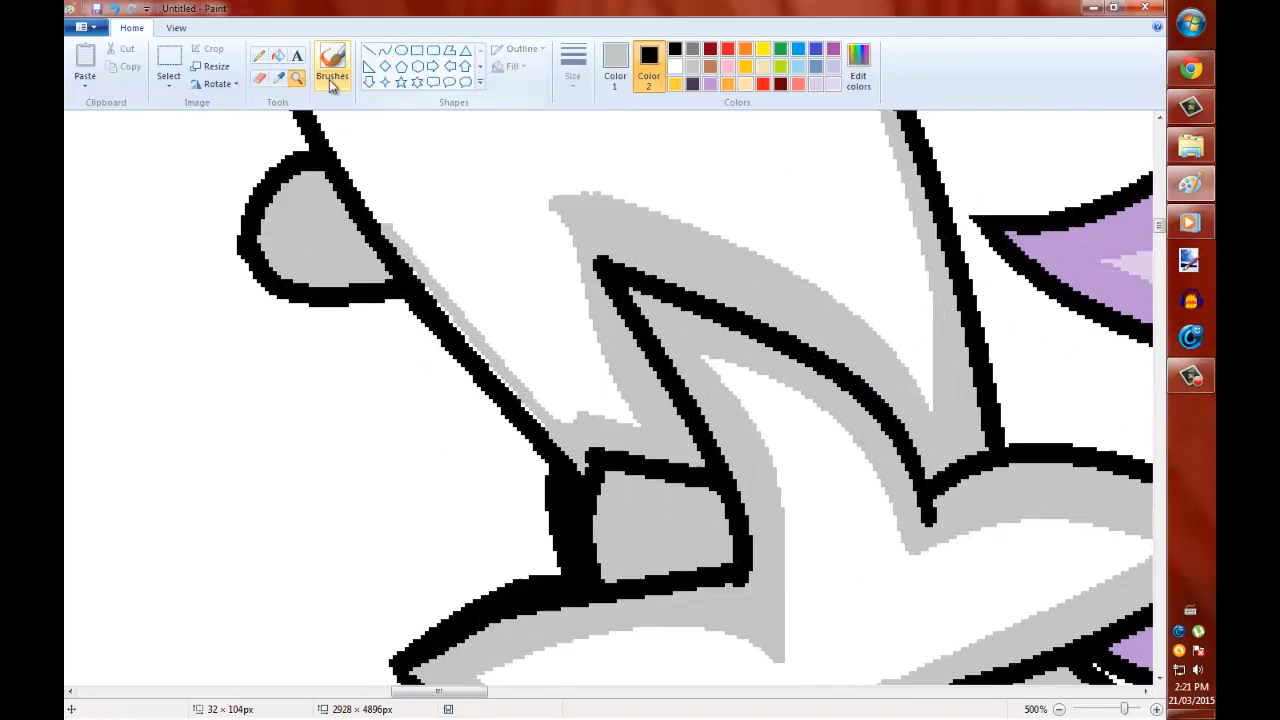 Untitled - Paint
Home View
Paste
Cut
Copy
Clipboard
Select
Crop
Resize
Rotate
Image
A
Tools
Brushes
Shapes
Outline
Fill
Size
Color 1
Color 2
Edit colors
Colors
32 × 104px
2928 × 4896px
500%
2:21 PM
21/03/2015